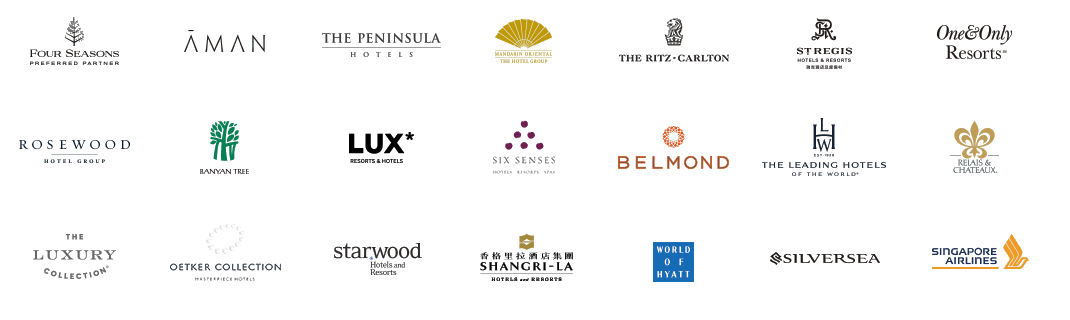 FOUR SEASONS
PREFERRED PARTNER
ĀMAN
THE PENINSULA
HOTELS
MANDARIN ORIENTAL
THE HOTEL GROUP
THE RITZ-CARLTON
ST REGIS
HOTELS & RESORTS
One&Only
Resorts
ROSEWOOD
HOTEL GROUP
BANYAN TREE
LUX*
RESORTS & HOTELS
SIX SENSES
HOTELS RESORTS SPAS
BELMOND
LHW
EST. 1928
THE LEADING HOTELS
OF THE WORLD®
RELAIS &
CHATEAUX
THE
LUXURY
COLLECTION®
OETKER COLLECTION
MASTERPIECE HOTELS
starwood
Hotels and
Resorts
香格里拉酒店集團
SHANGRI-LA
HOTELS and RESORTS
WORLD
OF
HYATT
SILVERSEA
SINGAPORE
AIRLINES